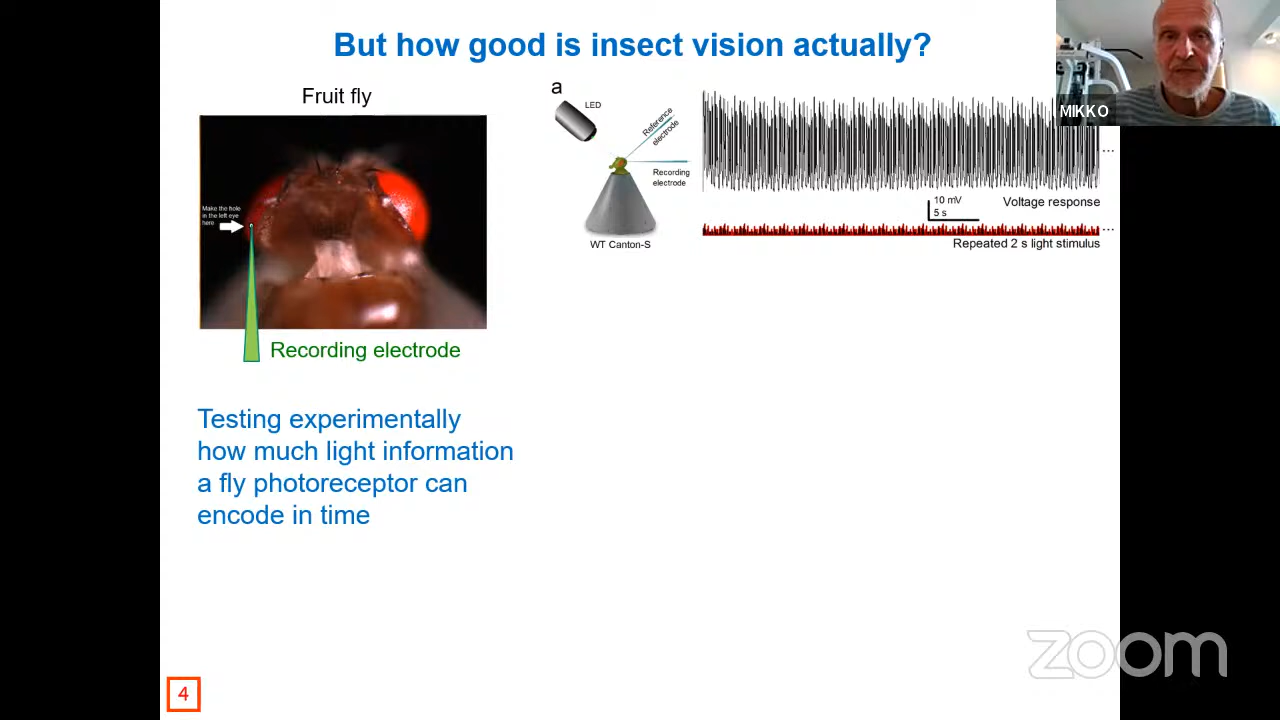 But how good is insect vision actually?
MIKKO
Fruit fly
Make the hole
in the left eye
here
Recording electrode
Testing experimentally
how much light information
a fly photoreceptor can
encode in time
a
LED
Reference
electrode
Recording
electrode
WT Canton-S
...
10 mV
5 s
Voltage response
...
Repeated 2 s light stimulus
zoom
4